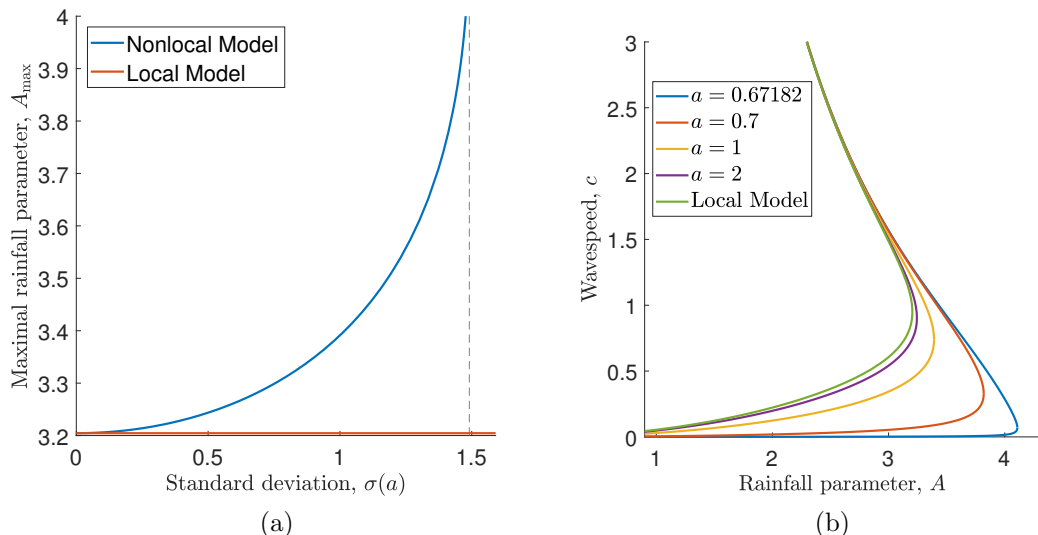 4
3.9
3.8
3.7
3.6
3.5
3.4
3.3
3.2
0
0.5
1
1.5
Maximal rainfall parameter, A_max
Standard deviation, σ(a)
Nonlocal Model
Local Model
(a)
3
2.5
2
1.5
1
0.5
0
1
2
3
4
Wavespeed, c
Rainfall parameter, A
a = 0.67182
a = 0.7
a = 1
a = 2
Local Model
(b)